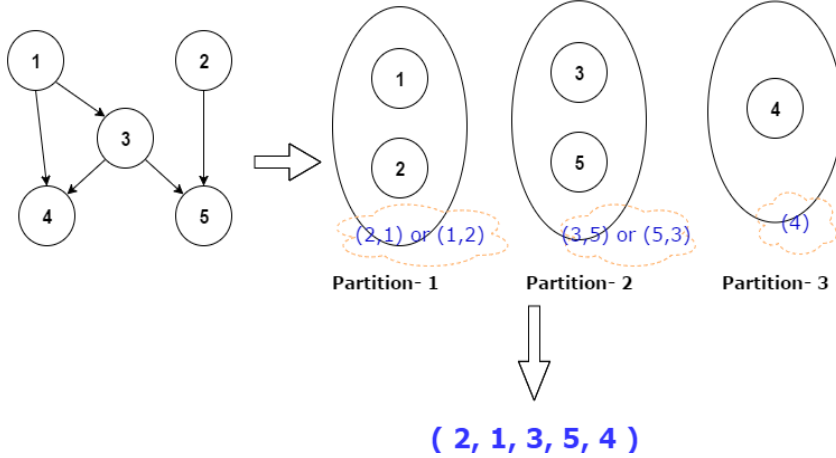 1
2
3
4
5
1
2
(2,1) or (1,2)
Partition- 1
3
5
(3,5) or (5,3)
Partition- 2
4
(4)
Partition- 3
( 2, 1, 3, 5, 4 )